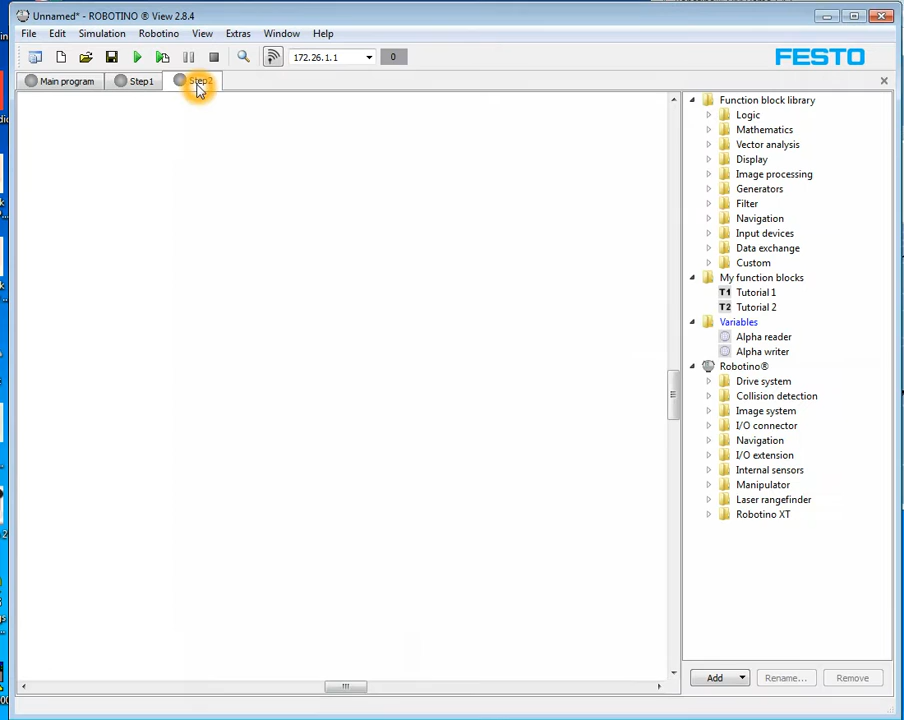 Unnamed* - ROBOTINO ® View 2.8.4
File Edit Simulation Robotino View Extras Window Help
172.26.1.1 0 FESTO
Main program Step1 Step2
Function block library
Logic
Mathematics
Vector analysis
Display
Image processing
Generators
Filter
Navigation
Input devices
Data exchange
Custom
My function blocks
T1 Tutorial 1
T2 Tutorial 2
Variables
Alpha reader
Alpha writer
Robotino®
Drive system
Collision detection
Image system
I/O connector
Navigation
I/O extension
Internal sensors
Manipulator
Laser rangefinder
Robotino XT
Add Rename... Remove